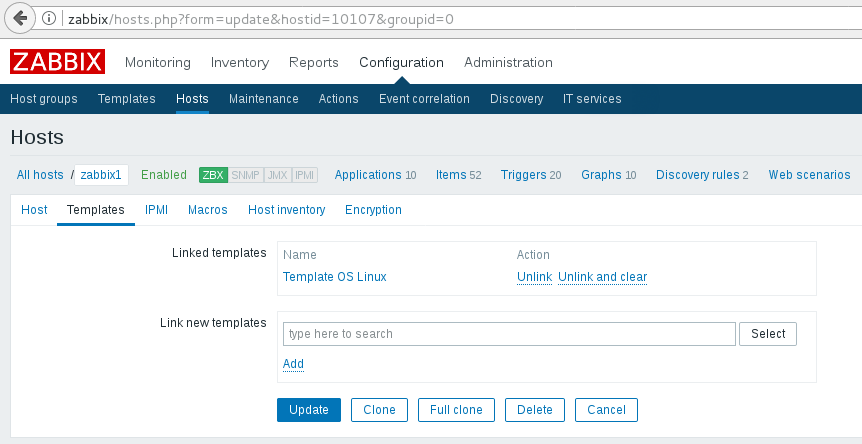 zabbix/hosts.php?form=update&hostid=10107&groupid=0
ZABBIX Monitoring Inventory Reports Configuration Administration
Host groups Templates Hosts Maintenance Actions Event correlation Discovery IT services
Hosts
All hosts / zabbix1 Enabled ZBX SNMP JMX IPMI Applications 10 Items 52 Triggers 20 Graphs 10 Discovery rules 2 Web scenarios
Host Templates IPMI Macros Host inventory Encryption
Linked templates Name Action
Template OS Linux Unlink Unlink and clear
Link new templates type here to search Select
Add
Update Clone Full clone Delete Cancel